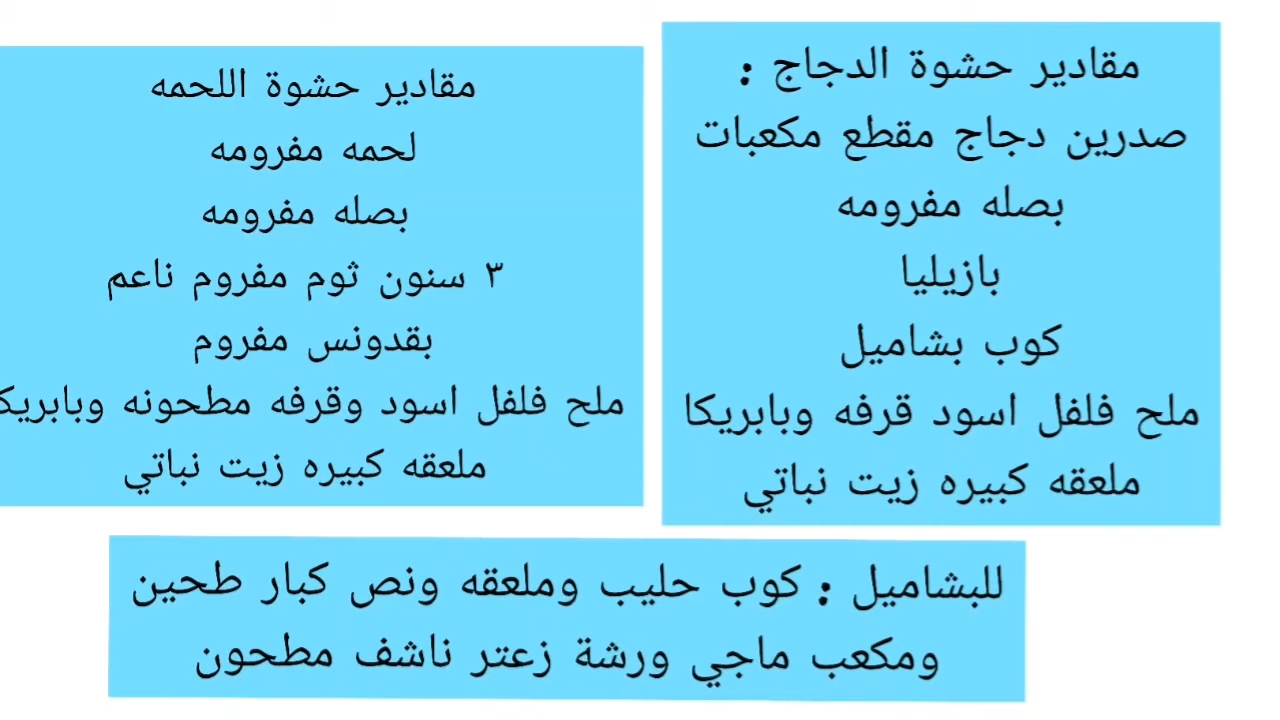 مقادير حشوة الدجاج :
صدرين دجاج مقطع مكعبات
بصله مفرومه
بازيليا
كوب بشاميل
ملح فلفل اسود قرفه وبابريكا
ملعقه كبيره زيت نباتي
مقادير حشوة اللحمه
لحمه مفرومه
بصله مفرومه
٣ سنون ثوم مفروم ناعم
بقدونس مفروم
ملح فلفل اسود وقرفه مطحونه وبابريكا
ملعقه كبيره زيت نباتي
للبشاميل : كوب حليب وملعقه ونص كبار طحين
ومكعب ماجي ورشة زعتر ناشف مطحون